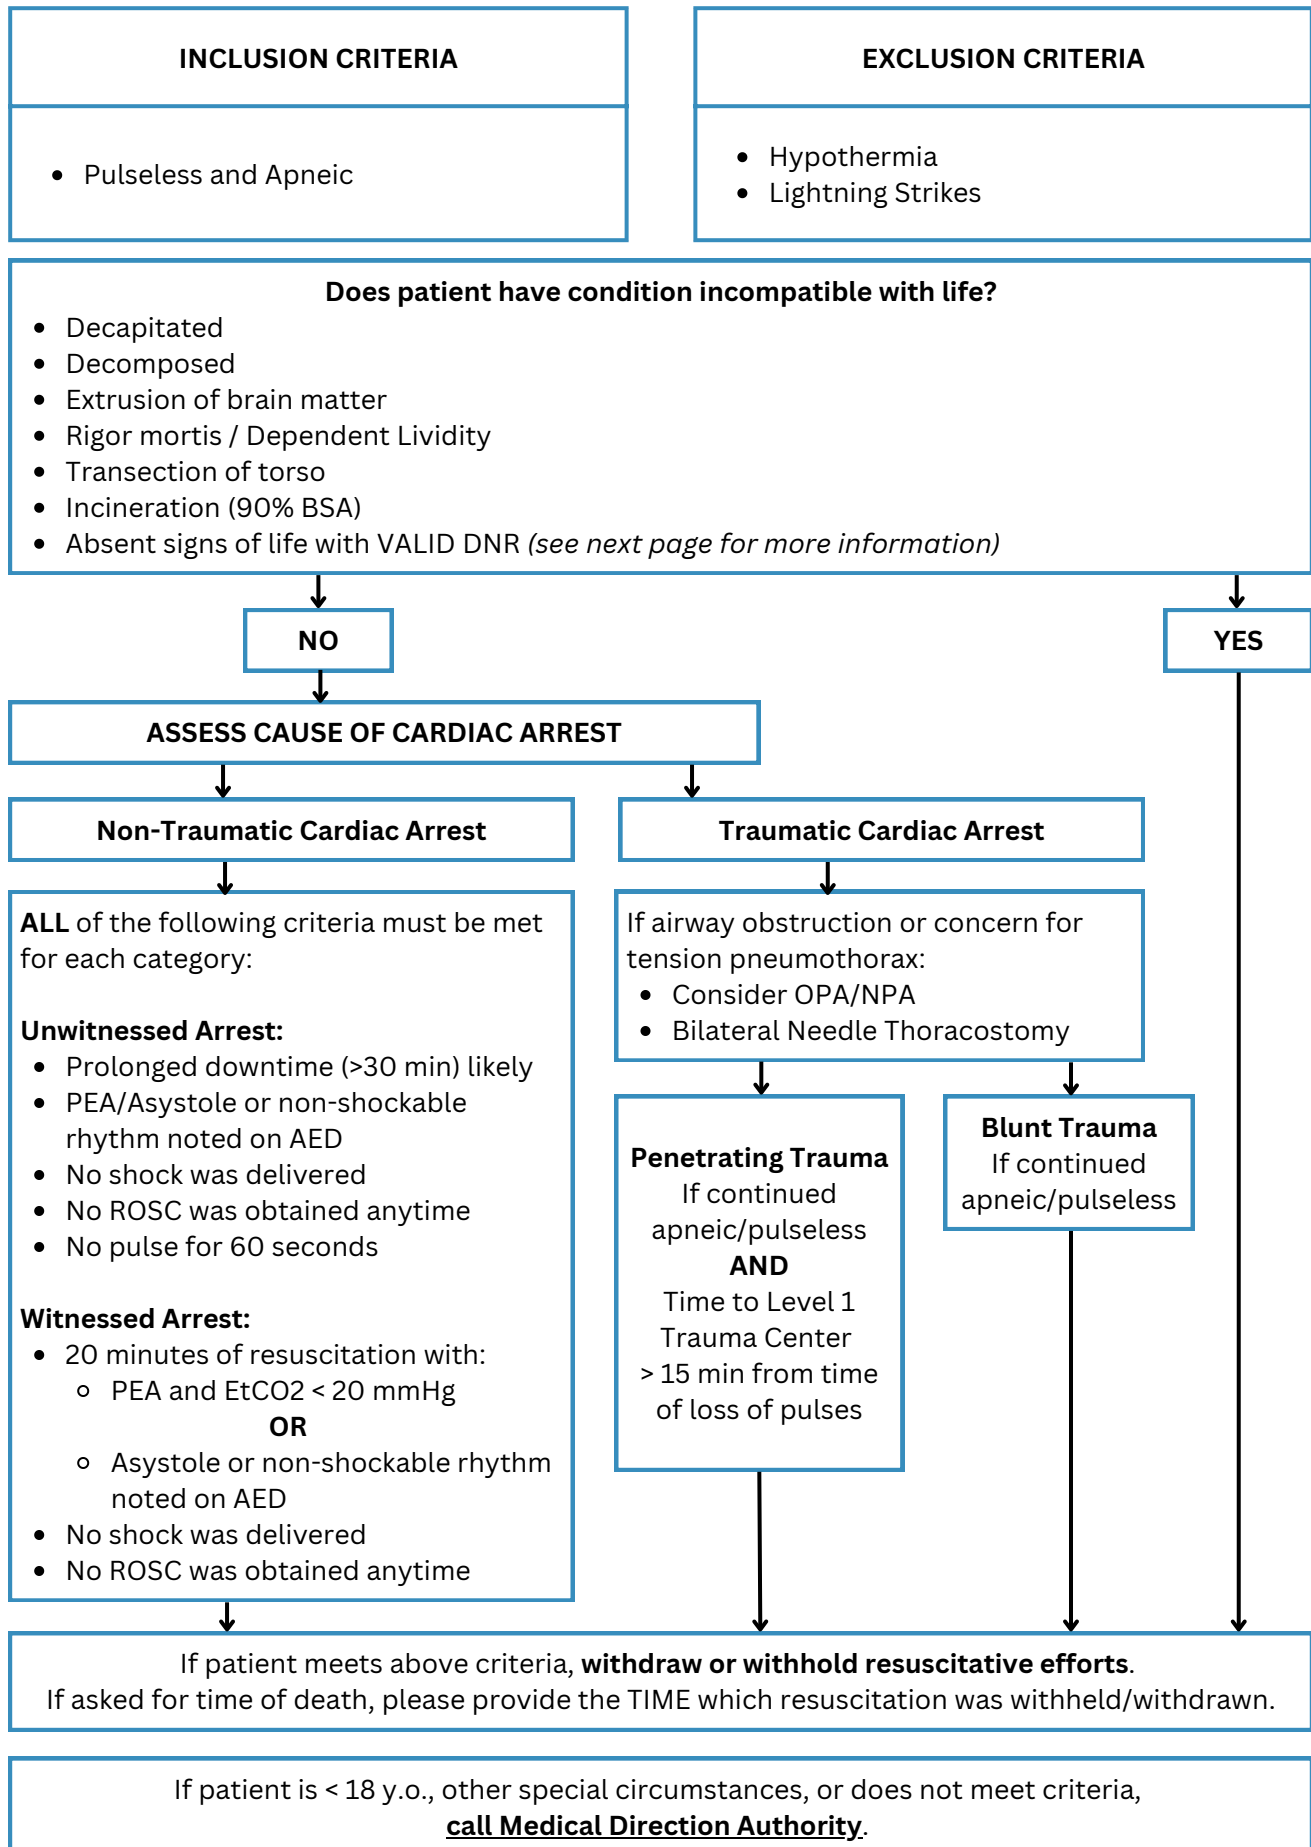 INCLUSION CRITERIA
• Pulseless and Apneic
EXCLUSION CRITERIA
• Hypothermia
• Lightning Strikes
Does patient have condition incompatible with life?
• Decapitated
• Decomposed
• Extrusion of brain matter
• Rigor mortis / Dependent Lividity
• Transection of torso
• Incineration (90% BSA)
• Absent signs of life with VALID DNR (see next page for more information)
NO
YES
ASSESS CAUSE OF CARDIAC ARREST
Non-Traumatic Cardiac Arrest
ALL of the following criteria must be met
for each category:
Unwitnessed Arrest:
• Prolonged downtime (>30 min) likely
• PEA/Asystole or non-shockable
rhythm noted on AED
• No shock was delivered
• No ROSC was obtained anytime
• No pulse for 60 seconds
Witnessed Arrest:
• 20 minutes of resuscitation with:
○ PEA and EtCO2 < 20 mmHg
OR
○ Asystole or non-shockable rhythm
noted on AED
• No shock was delivered
• No ROSC was obtained anytime
Traumatic Cardiac Arrest
If airway obstruction or concern for
tension pneumothorax:
• Consider OPA/NPA
• Bilateral Needle Thoracostomy
Penetrating Trauma
If continued
apneic/pulseless
AND
Time to Level 1
Trauma Center
> 15 min from time
of loss of pulses
Blunt Trauma
If continued
apneic/pulseless
If patient meets above criteria, withdraw or withhold resuscitative efforts.
If asked for time of death, please provide the TIME which resuscitation was withheld/withdrawn.
If patient is < 18 y.o., other special circumstances, or does not meet criteria,
call Medical Direction Authority.